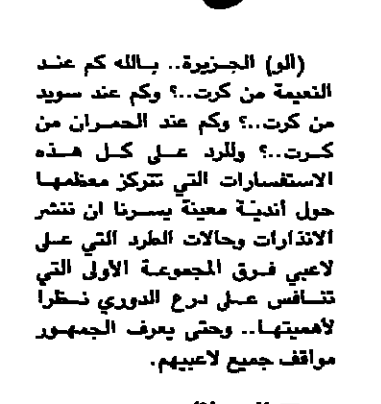 (الو) الجزيرة.. بالله كم عند
النعيمة من كرت..؟ وكم عند سويد
من كرت..؟ وكم عند الحمران من
كرت..؟ وللرد على كل هذه
الاستفسارات التي تتركز معظمها
حول أندية معينة يسرنا ان ننشر
الانذارات وحالات الطرد التي على
لاعبي فرق المجموعة الأولى التي
تتنافس على درع الدوري نظرا
لأهميتها.. وحتى يعرف الجمهور
مواقف جميع لاعبيهم.